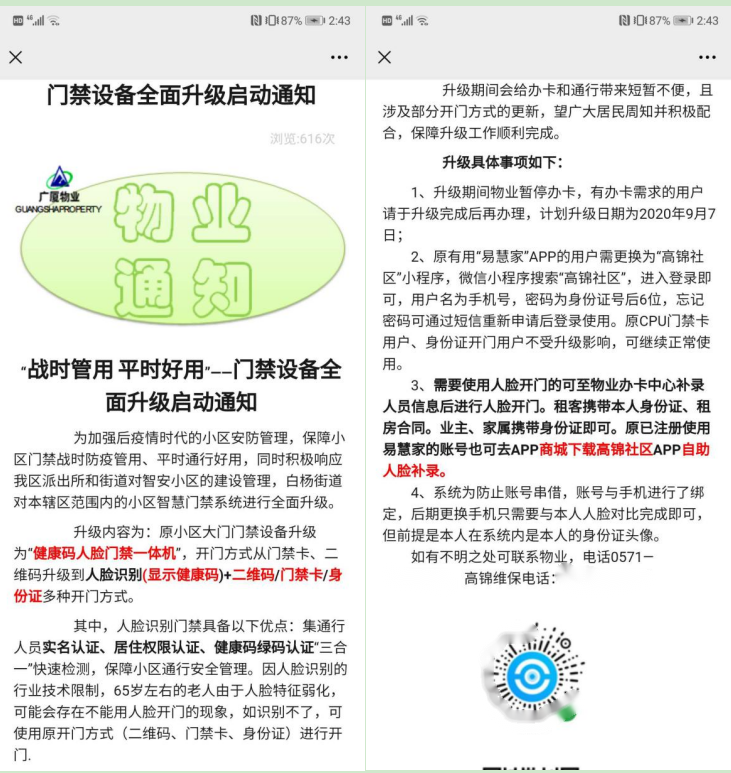 HD 46 87% 2:43
门禁设备全面升级启动通知
浏览:616次
广厦物业
GUANGSHAPROPERTY
物业
通知
“战时管用 平时好用”——门禁设备全
面升级启动通知
为加强后疫情时代的小区安防管理，保障小
区门禁战时防疫管用、平时通行好用，同时积极响应
我区派出所和街道对智安小区的建设管理，白杨街道
对本辖区范围内的小区智慧门禁系统进行全面升级。
升级内容为：原小区大门门禁设备升级
为“健康码人脸门禁一体机”，开门方式从门禁卡、二
维码升级到人脸识别(显示健康码)+二维码/门禁卡/身
份证多种开门方式。
其中，人脸识别门禁具备以下优点：集通行
人员实名认证、居住权限认证、健康码绿码认证“三合
一”快速检测，保障小区通行安全管理。因人脸识别的
行业技术限制，65岁左右的老人由于人脸特征弱化，
可能会存在不能用人脸开门的现象，如识别不了，可
使用原开门方式（二维码、门禁卡、身份证）进行开
门.
HD 46 87% 2:43
升级期间会给办卡和通行带来短暂不便，且
涉及部分开门方式的更新，望广大居民周知并积极配
合，保障升级工作顺利完成。
升级具体事项如下：
1、升级期间物业暂停办卡，有办卡需求的用户
请于升级完成后再办理，计划升级日期为2020年9月7
日；
2、原有用“易慧家”APP的用户需更换为“高锦社
区”小程序，微信小程序搜索“高锦社区”，进入登录即
可，用户名为手机号，密码为身份证号后6位，忘记
密码可通过短信重新申请后登录使用。原CPU门禁卡
用户、身份证开门用户不受升级影响，可继续正常使
用。
3、需要使用人脸开门的可至物业办卡中心补录
人员信息后进行人脸开门。租客携带本人身份证、租
房合同。业主、家属携带身份证即可。原已注册使用
易慧家的账号也可去APP商城下载高锦社区APP自助
人脸补录。
4、系统为防止账号串借，账号与手机进行了绑
定，后期更换手机只需要与本人人脸对比完成即可，
但前提是本人在系统内是本人的身份证头像。
如有不明之处可联系物业，电话0571－
高锦维保电话：